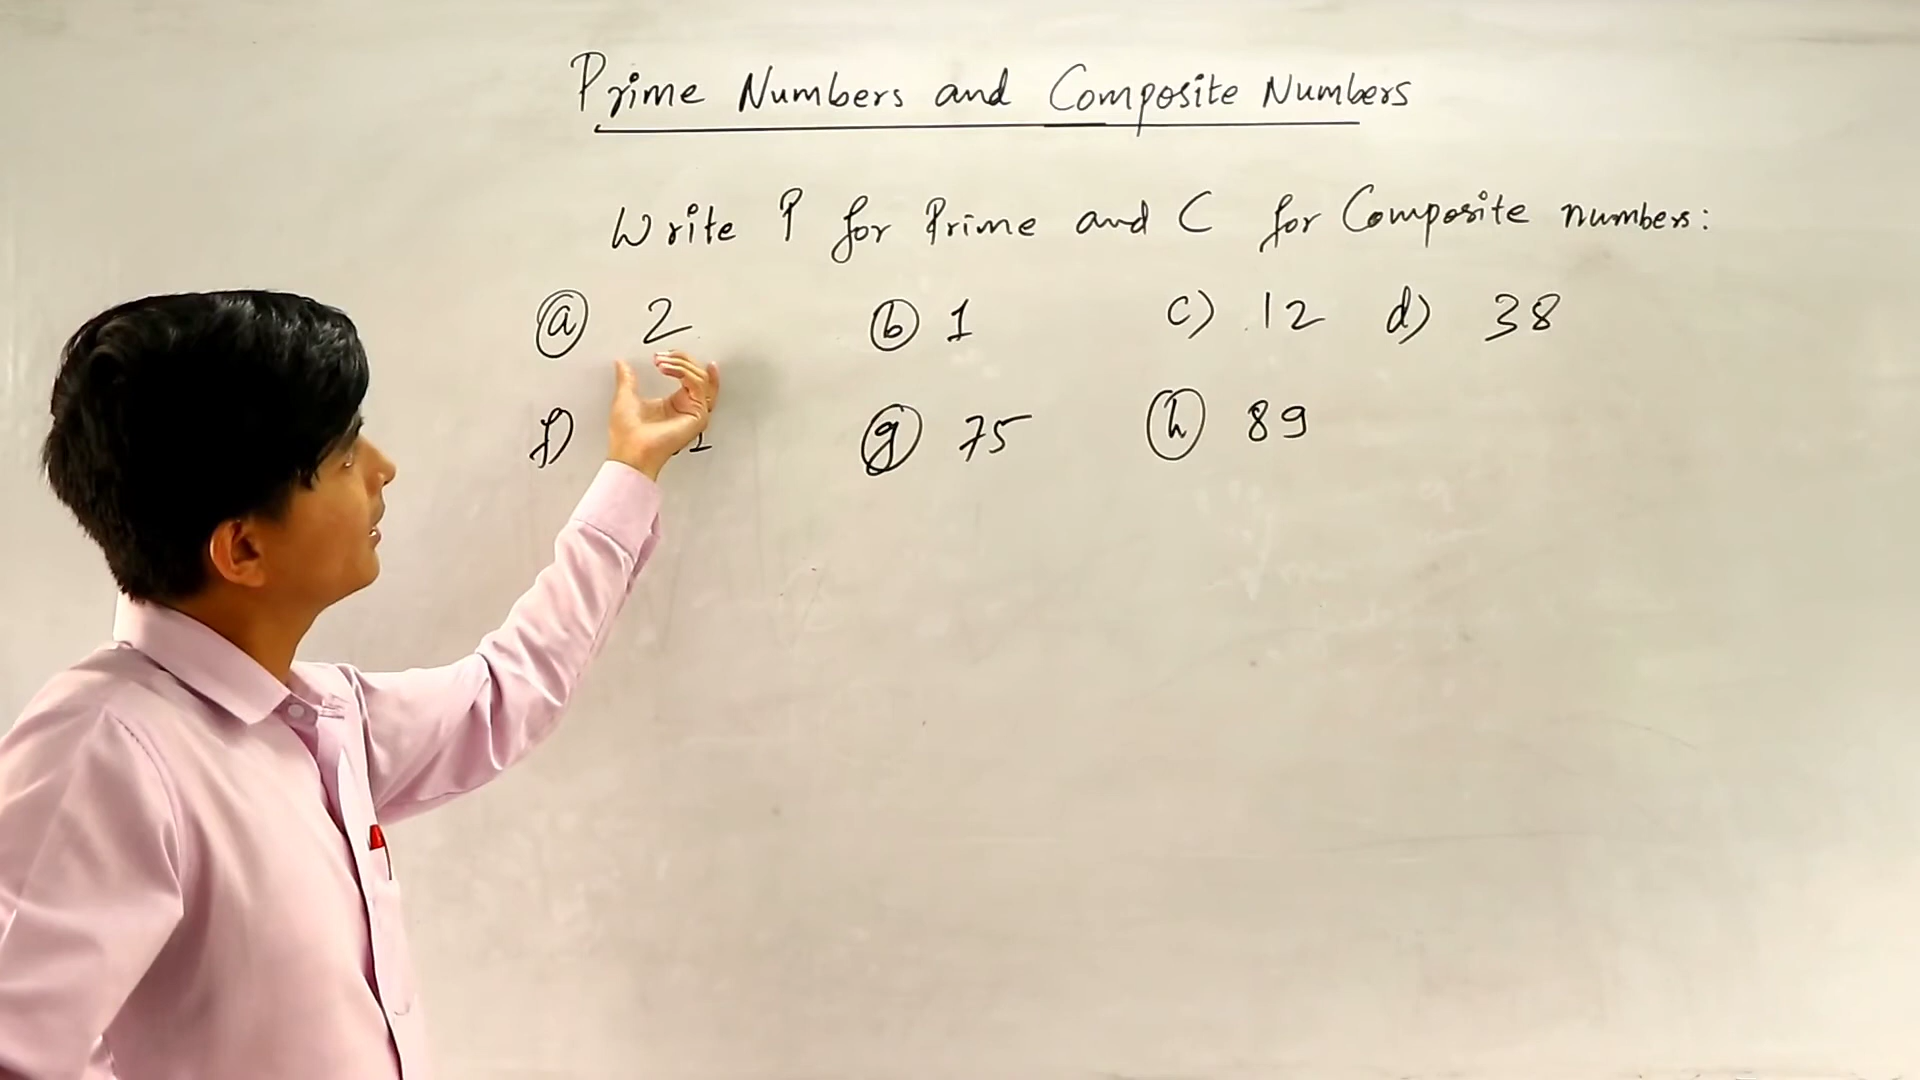 Prime Numbers and Composite Numbers
Write P for Prime and C for Composite numbers:
a 2 b 1 c) 12 d) 38
f) g 75 h 89